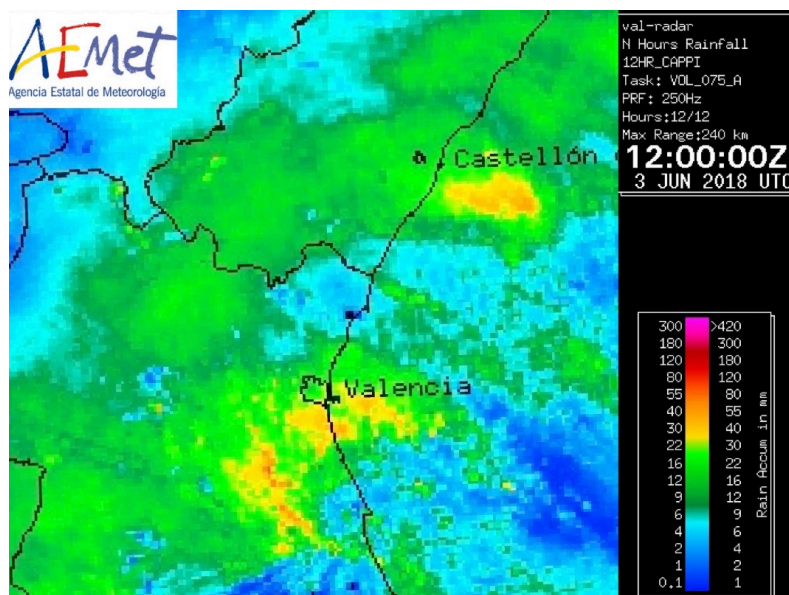 AEMet
Agencia Estatal de Meteorología
Castellón
Valencia
val-radar
N Hours Rainfall
12HR_CAPPI
Task: VOL_075_A
PRF: 250Hz
Hours:12/12
Max Range:240 km
12:00:00Z
3 JUN 2018 UTC
300 >420
180 300
120 180
80 120
55 80
40 55
30 40
22 30
16 22
12 16
9 12
6 9
4 6
2 4
1 2
0.1 1
Rain Accum in mm